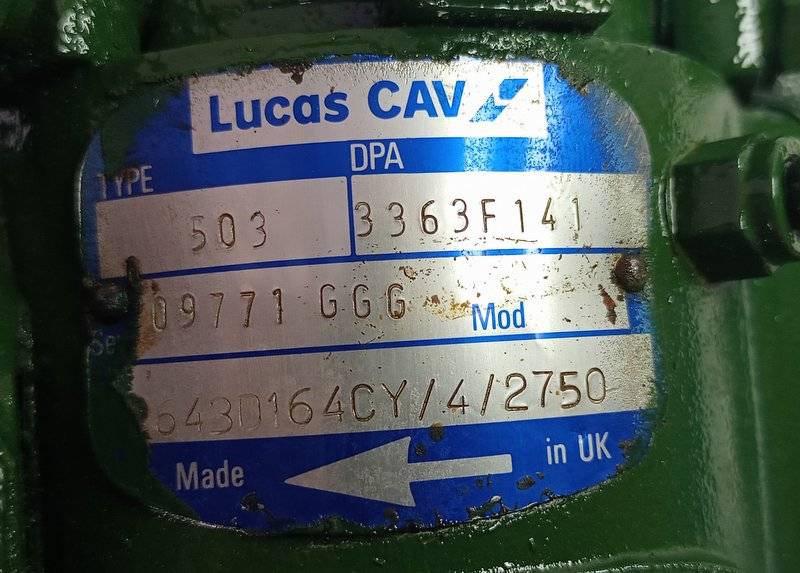 Lucas CAV
TYPE DPA
503 3363F141
09771 GGG Mod
643D164CY/4/2750
Made in UK